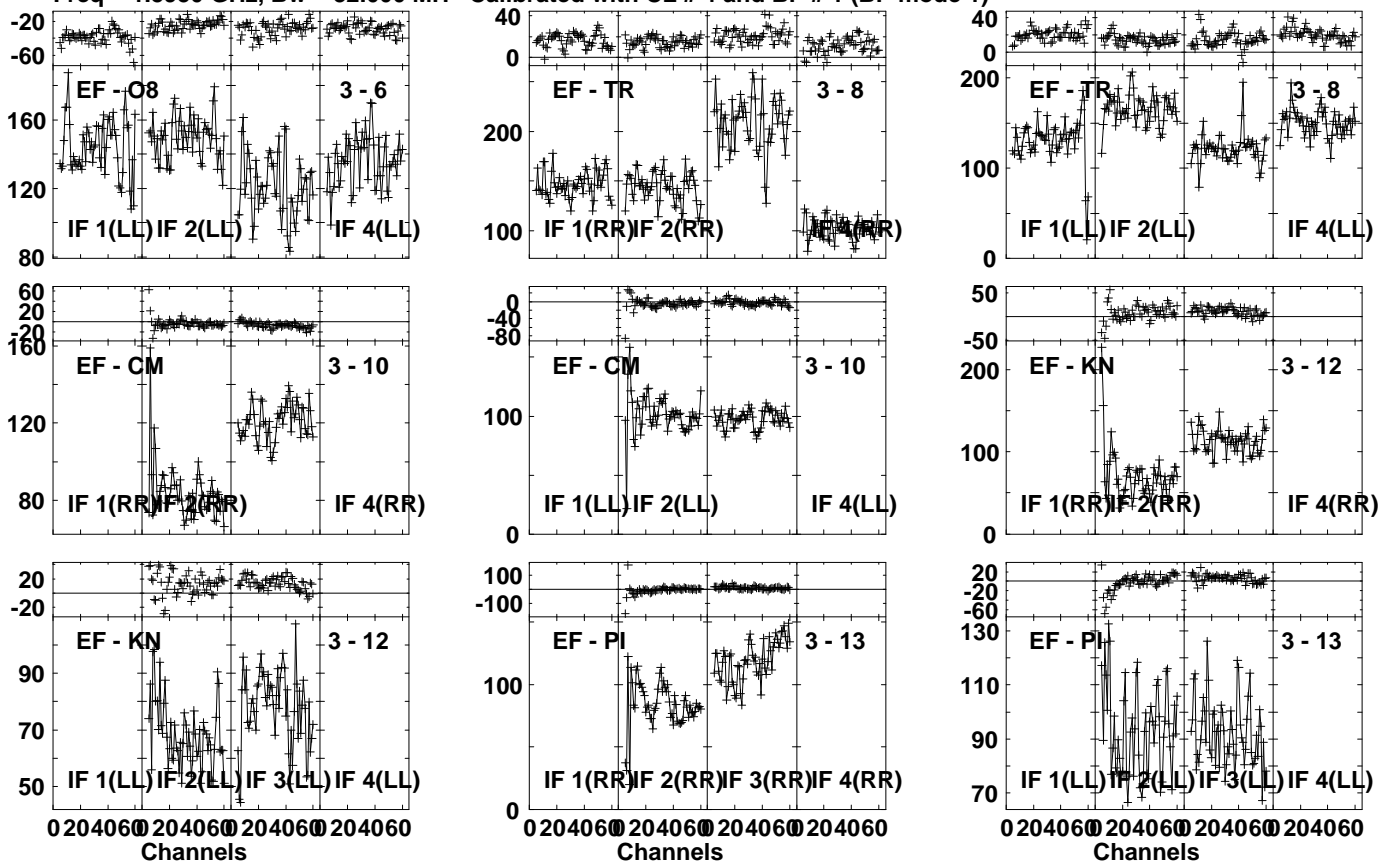 -20
-60
160
120
80
EF - O8
3 - 6
IF 1(LL) IF 2(LL) IF 4(LL)
40
0
200
100
EF - TR
3 - 8
IF 1(RR) IF 2(RR) IF 4(RR)
40
0
200
100
0
EF - TR
3 - 8
IF 1(LL) IF 2(LL) IF 4(LL)
60
20
-20
160
120
80
EF - CM
3 - 10
IF 1(RR) IF 2(RR) IF 4(RR)
0
-40
-80
100
0
EF - CM
3 - 10
IF 1(LL) IF 2(LL) IF 4(LL)
50
-50
200
100
0
EF - KN
3 - 12
IF 1(RR) IF 2(RR) IF 4(RR)
20
-20
90
70
50
EF - KN
3 - 12
IF 1(LL) IF 2(LL) IF 3(LL) IF 4(LL)
0 204060 0 204060 0 204060 0 204060
Channels
100
-100
100
0
EF - PI
3 - 13
IF 1(RR) IF 2(RR) IF 3(RR) IF 4(RR)
0 204060 0 204060 0 204060 0 204060
Channels
20
-20
-60
130
110
90
70
EF - PI
3 - 13
IF 1(LL) IF 2(LL) IF 3(LL) IF 4(LL)
0 204060 0 204060 0 204060 0 204060
Channels